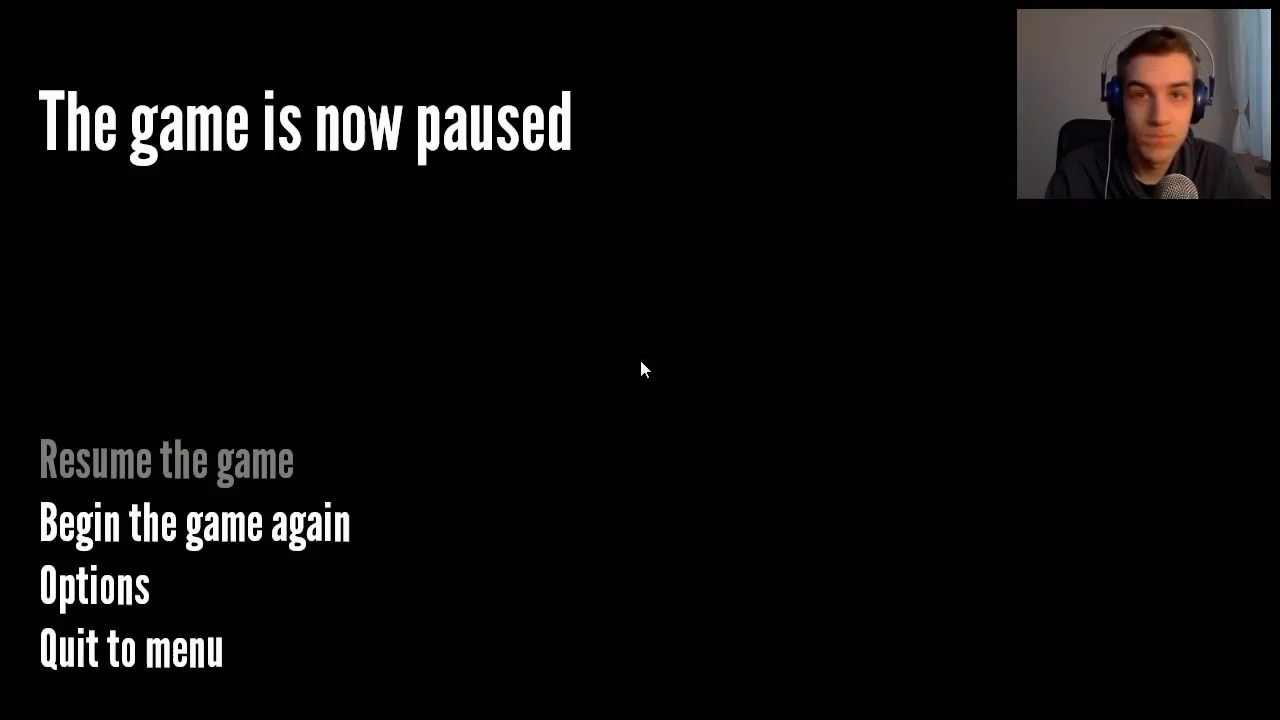 The game is now paused
Resume the game
Begin the game again
Options
Quit to menu